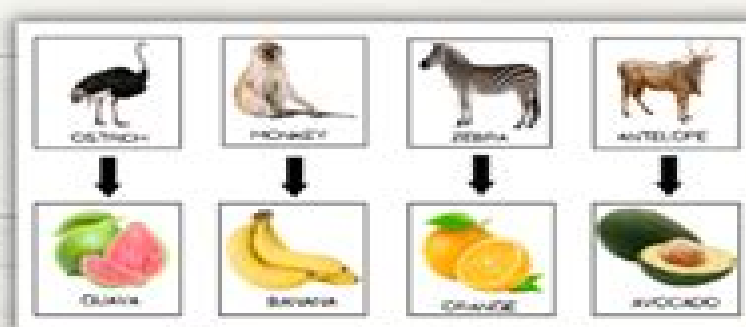 OSTRICH MONKEY ZEBRA ANTELOPE
GUAVA BANANA ORANGE AVOCADO